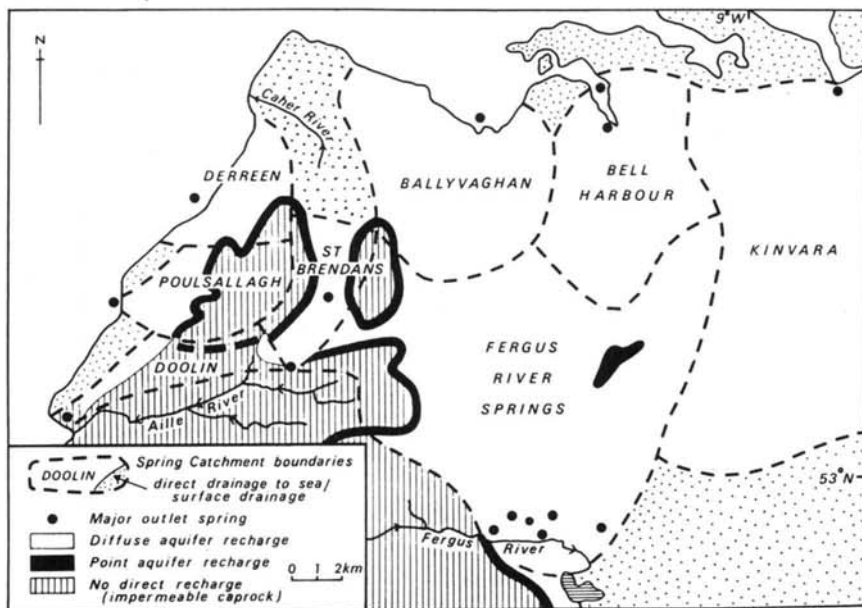 N
9° W
Caher River
DERREEN
BALLYVAGHAN
BELL
HARBOUR
KINVARA
POULSALLAGH
ST
BRENDANS
DOOLIN
FERGUS
RIVER
SPRINGS
Aille River
53° N
DOOLIN
Spring Catchment boundaries
direct drainage to sea/
surface drainage
Major outlet spring
Diffuse aquifer recharge
Point aquifer recharge
No direct recharge
(impermeable caprock)
0 1 2km
Fergus River